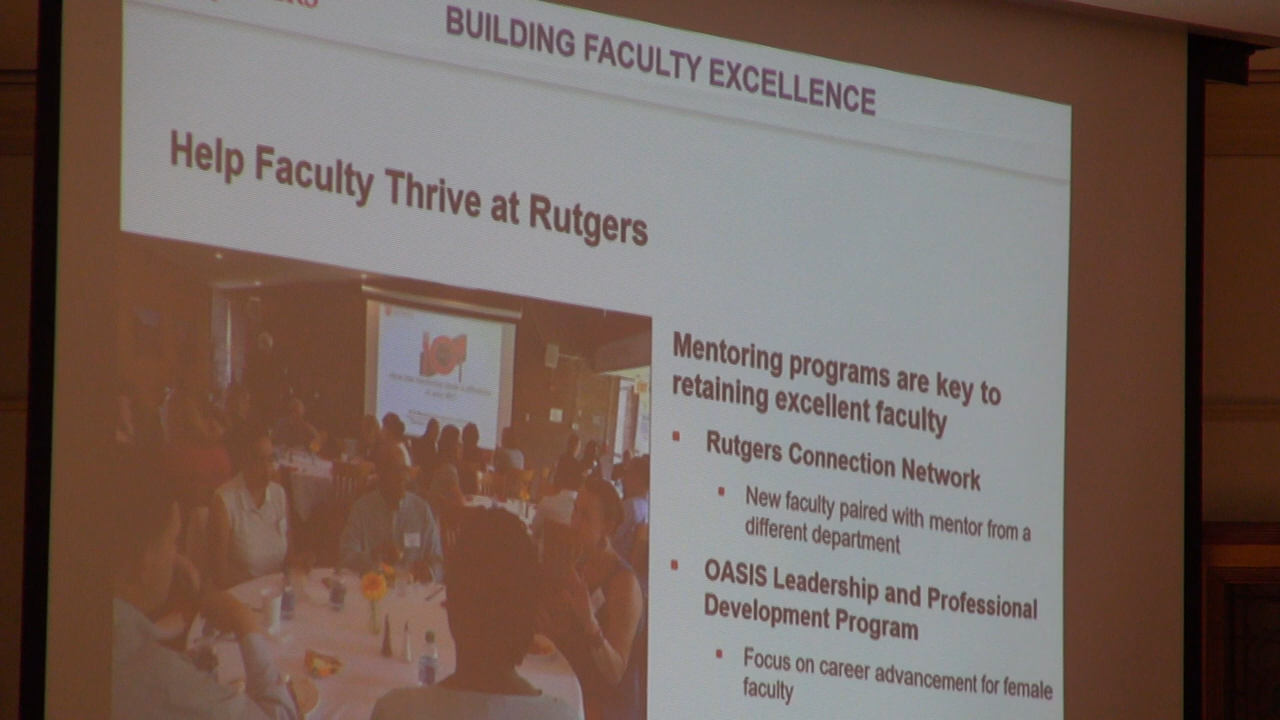 BUILDING FACULTY EXCELLENCE
Help Faculty Thrive at Rutgers
Mentoring programs are key to
retaining excellent faculty
Rutgers Connection Network
New faculty paired with mentor from a
different department
OASIS Leadership and Professional
Development Program
Focus on career advancement for female
faculty